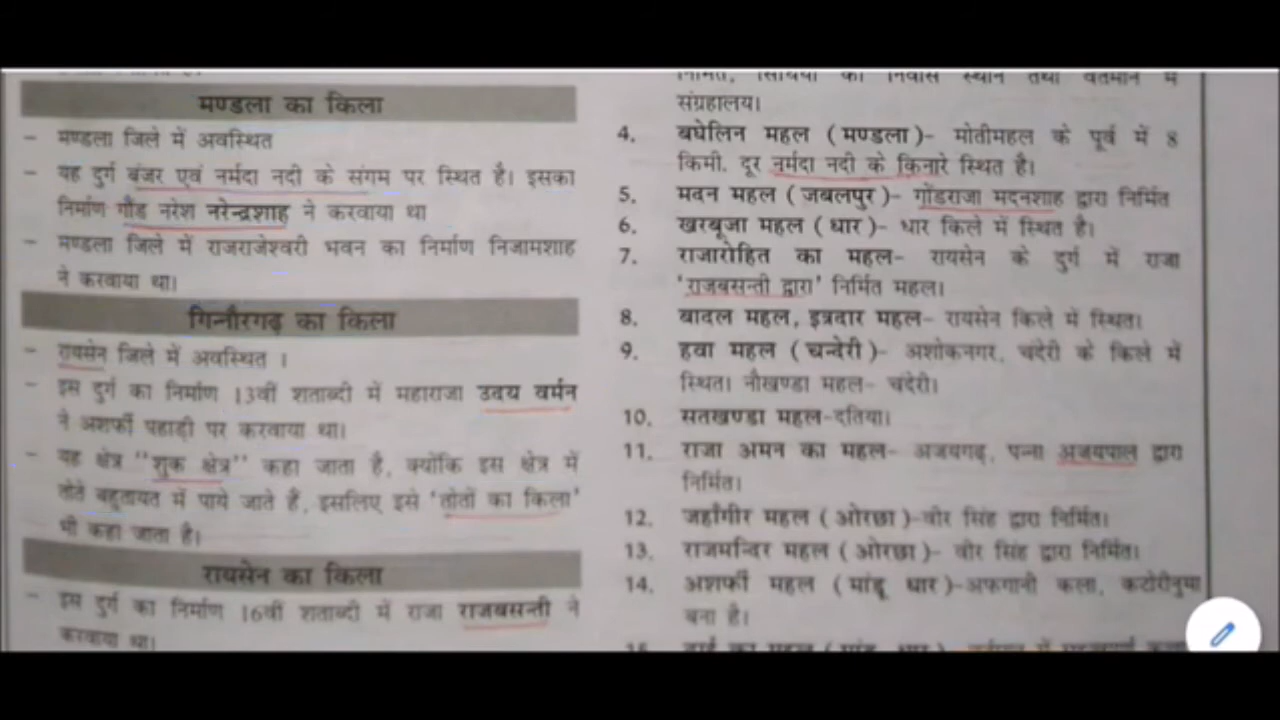 मण्डला का किला
– मण्डला जिले में अवस्थित
– यह दुर्ग बंजर एवं नर्मदा नदी के संगम पर स्थित है। इसका
निर्माण गौंड नरेश नरेन्द्रशाह ने करवाया था
– मण्डला जिले में राजराजेश्वरी भवन का निर्माण निजामशाह
ने करवाया था।
गिन्नौरगढ़ का किला
– रायसेन जिले में अवस्थित ।
– इस दुर्ग का निर्माण 13वीं शताब्दी में महाराजा उदय वर्मन
ने अशर्फी पहाड़ी पर करवाया था।
– यह क्षेत्र "शुक क्षेत्र" कहा जाता है, क्योंकि इस क्षेत्र में
तोते बहुतायत में पाये जाते हैं, इसलिए इसे 'तोतों का किला'
भी कहा जाता है।
रायसेन का किला
– इस दुर्ग का निर्माण 16वीं शताब्दी में राजा राजबसन्ती ने
करवाया था।
निर्मित, सिंधिया का निवास स्थान तथा वर्तमान में
संग्रहालय।
4. बघेलिन महल (मण्डला)- मोतीमहल के पूर्व में 8
किमी. दूर नर्मदा नदी के किनारे स्थित है।
5. मदन महल (जबलपुर)- गोंडराजा मदनशाह द्वारा निर्मित
6. खरबूजा महल (धार)- धार किले में स्थित है।
7. राजारोहित का महल- रायसेन के दुर्ग में राजा
'राजबसन्ती द्वारा' निर्मित महल।
8. बादल महल, इत्रदार महल- रायसेन किले में स्थित।
9. हवा महल (चन्देरी)- अशोकनगर, चंदेरी के किले में
स्थित। नौखण्डा महल- चंदेरी।
10. सतखण्डा महल-दतिया।
11. राजा अमन का महल- अजयगढ़, पन्ना अजयपाल द्वारा
निर्मित।
12. जहाँगीर महल (ओरछा)-वीर सिंह द्वारा निर्मित।
13. राजमन्दिर महल (ओरछा)- वीर सिंह द्वारा निर्मित।
14. अशर्फी महल (मांडू धार)-अफगानी कला, कटोरीनुमा
बना है।